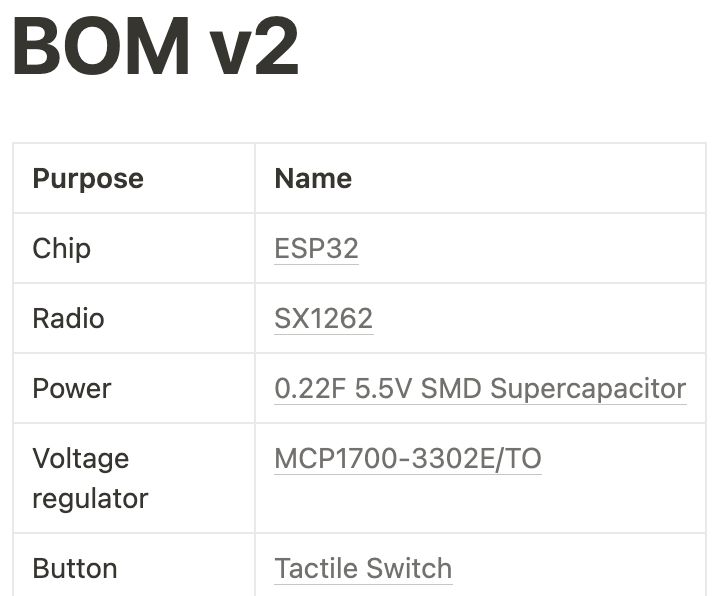 BOM v2
Purpose Name
Chip ESP32
Radio SX1262
Power 0.22F 5.5V SMD Supercapacitor
Voltage MCP1700-3302E/TO
regulator
Button Tactile Switch